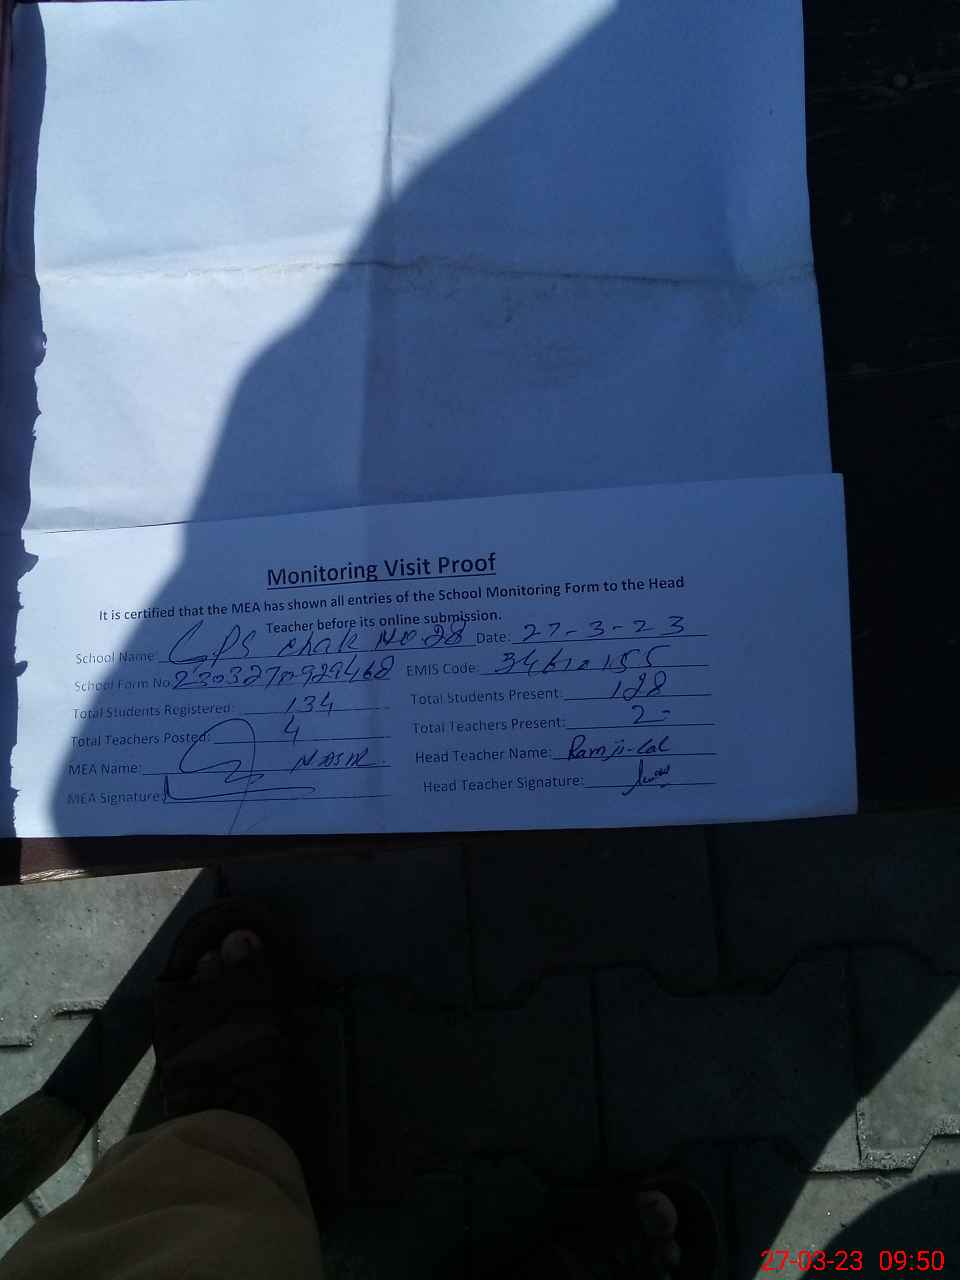 Monitoring Visit Proof
It is certified that the MEA has shown all entries of the School Monitoring Form to the Head
Teacher before its online submission.
School Name: GPS chak No 28 Date: 27-3-23
School Form No. EMIS Code:
Total Students Registered: 134 Total Students Present: 128
Total Teachers Posted: 4 Total Teachers Present: 2
MEA Name: Head Teacher Name: Ramji-Lal
MEA Signature: Head Teacher Signature:
27-03-23 09:50